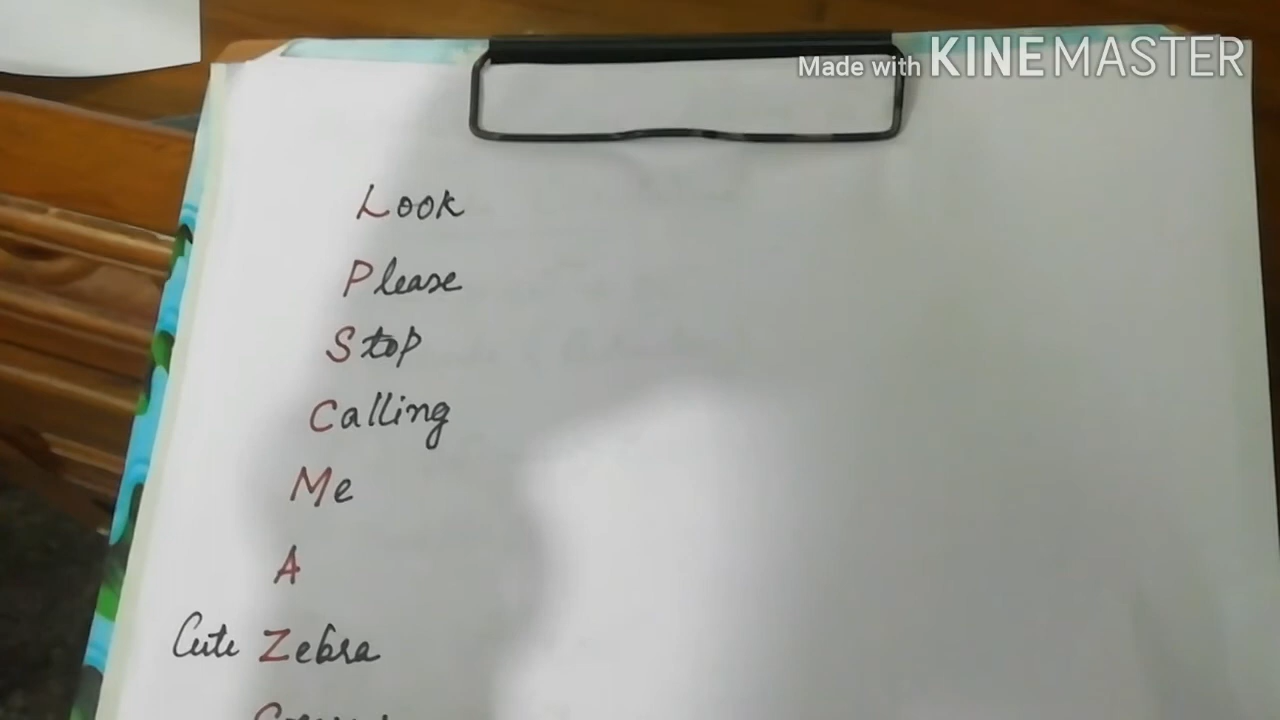 Made with KINEMASTER
Look
Please
Stop
Calling
Me
A
Cute Zebra